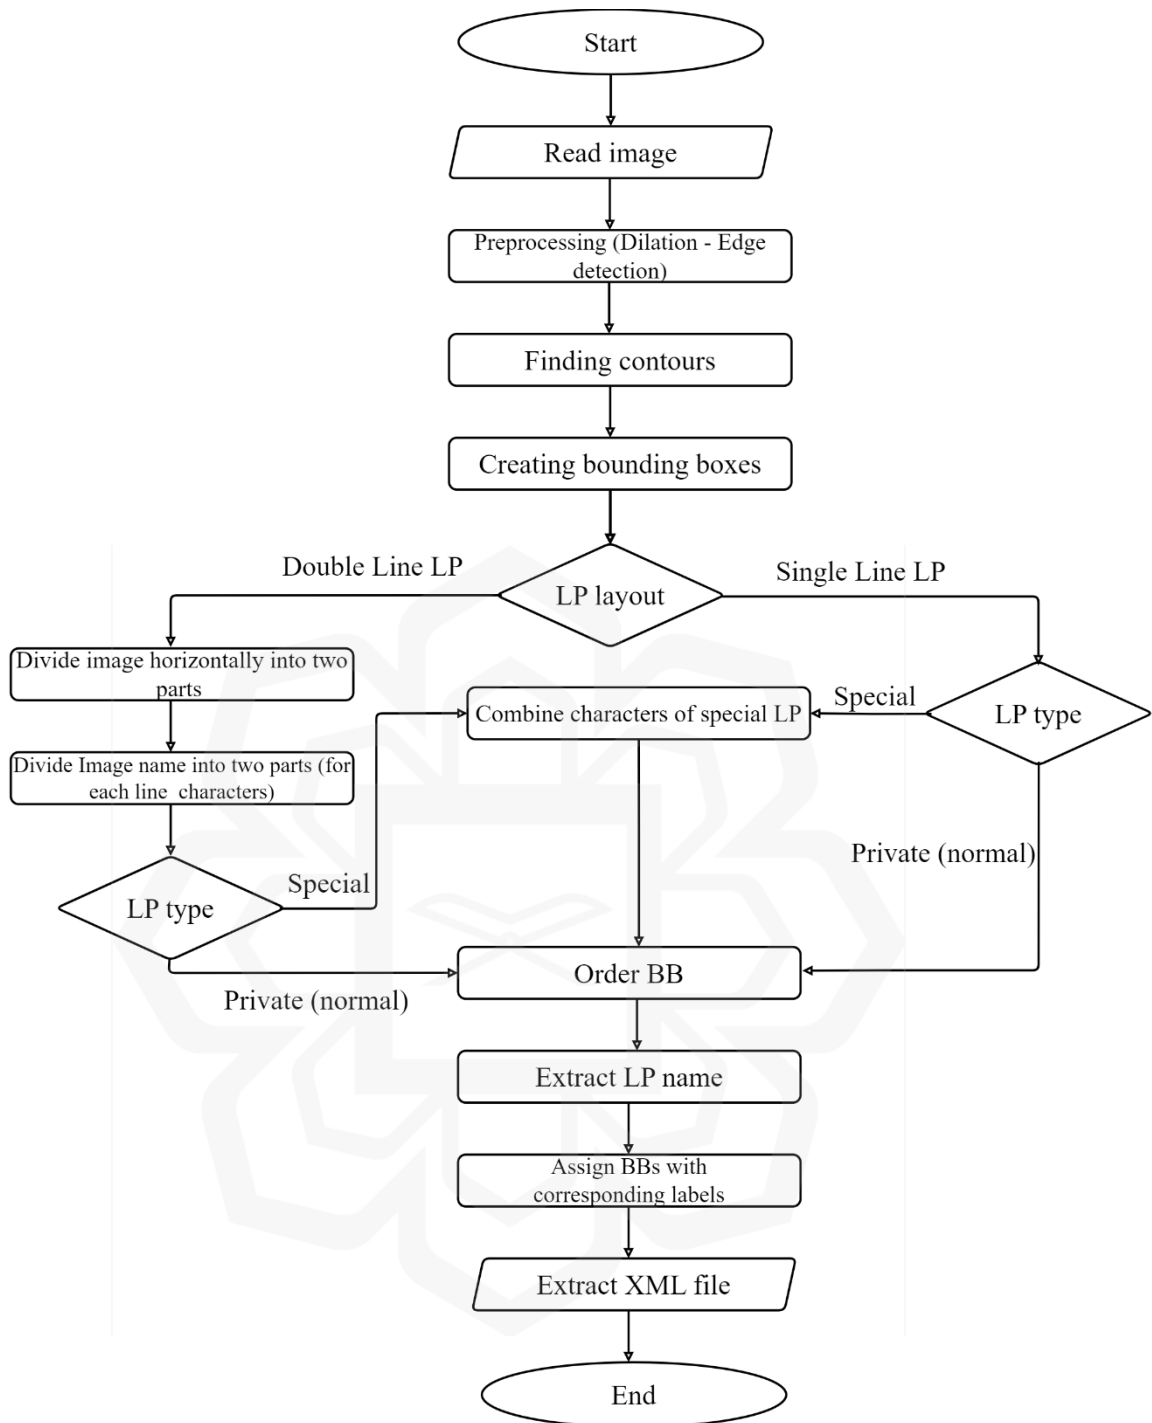 Start
Read image
Preprocessing (Dilation - Edge
detection)
Finding contours
Creating bounding boxes
LP layout
Double Line LP
Single Line LP
Divide image horizontally into two
parts
Divide Image name into two parts (for
each line characters)
LP type
Special
Private (normal)
LP type
Special
Private (normal)
Combine characters of special LP
Order BB
Extract LP name
Assign BBs with
corresponding labels
Extract XML file
End